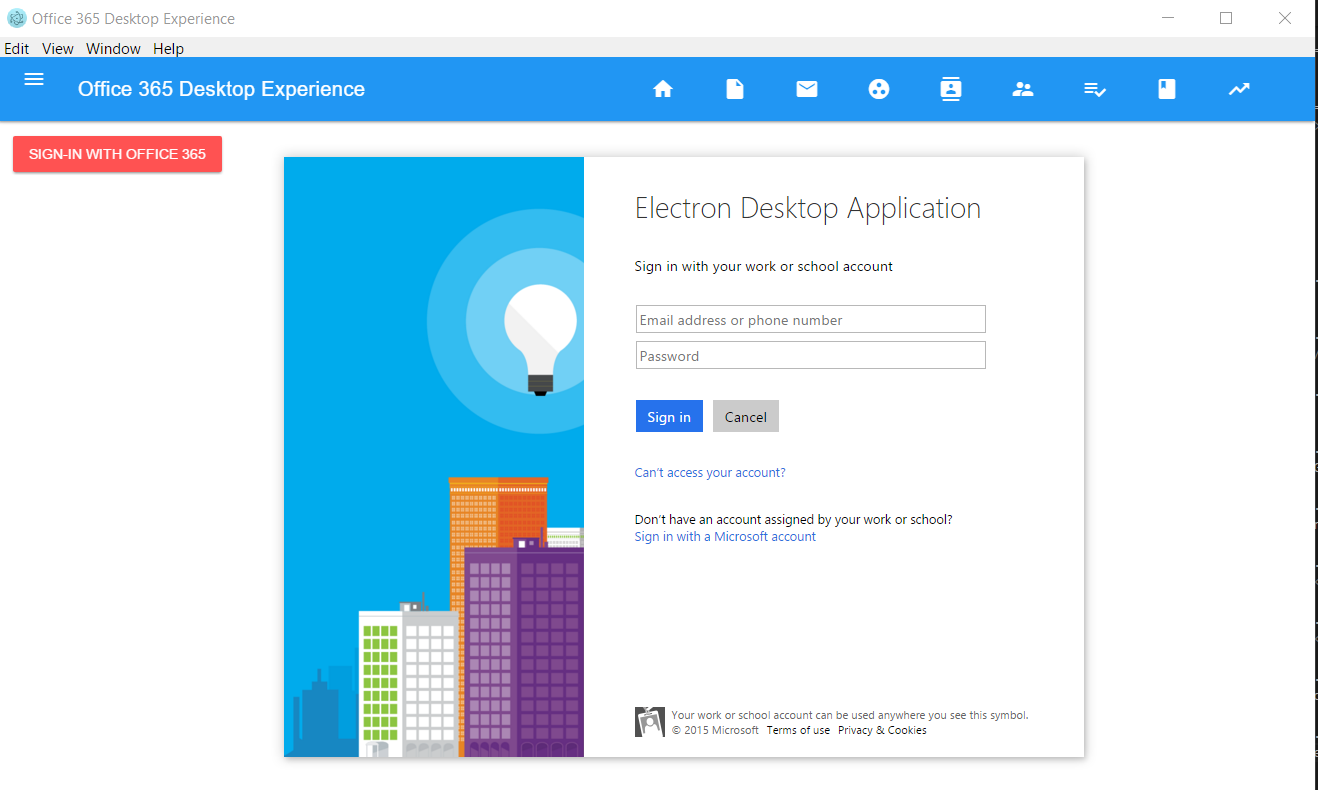 Office 365 Desktop Experience
Edit View Window Help
Office 365 Desktop Experience
SIGN-IN WITH OFFICE 365
Electron Desktop Application
Sign in with your work or school account
Email address or phone number
Password
Sign in Cancel
Can't access your account?
Don't have an account assigned by your work or school?
Sign in with a Microsoft account
Your work or school account can be used anywhere you see this symbol.
© 2015 Microsoft Terms of use Privacy & Cookies